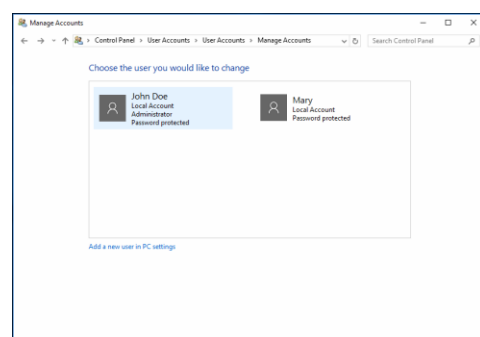 Manage Accounts
Control Panel > User Accounts > User Accounts > Manage Accounts
Search Control Panel
Choose the user you would like to change
John Doe
Local Account
Administrator
Password protected
Mary
Local Account
Password protected
Add a new user in PC settings